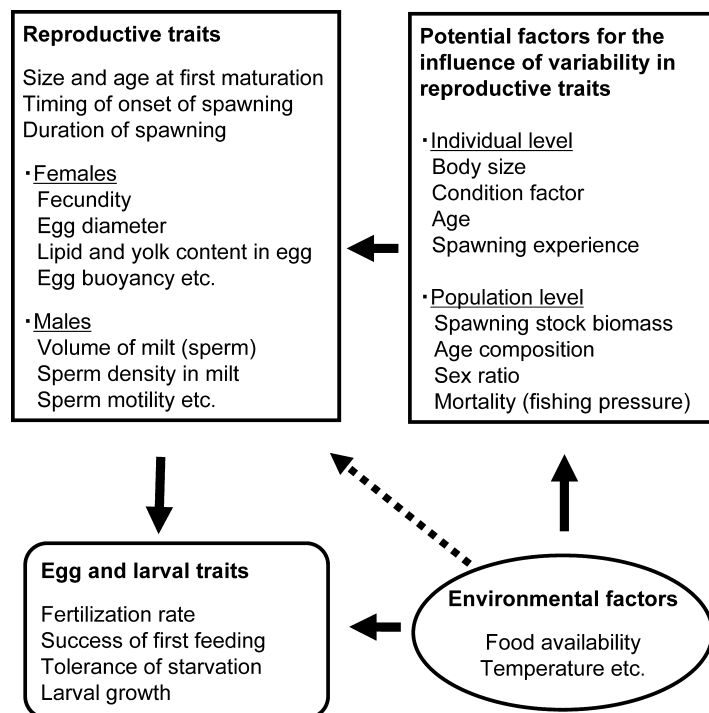 Reproductive traits
Size and age at first maturation
Timing of onset of spawning
Duration of spawning
·Females
Fecundity
Egg diameter
Lipid and yolk content in egg
Egg buoyancy etc.
·Males
Volume of milt (sperm)
Sperm density in milt
Sperm motility etc.
Potential factors for the
influence of variability in
reproductive traits
·Individual level
Body size
Condition factor
Age
Spawning experience
·Population level
Spawning stock biomass
Age composition
Sex ratio
Mortality (fishing pressure)
Egg and larval traits
Fertilization rate
Success of first feeding
Tolerance of starvation
Larval growth
Environmental factors
Food availability
Temperature etc.